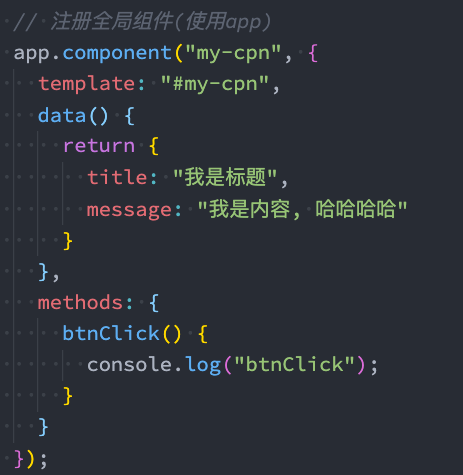 // 注册全局组件(使用app)
app.component("my-cpn", {
  template: "#my-cpn",
  data() {
    return {
      title: "我是标题",
      message: "我是内容, 哈哈哈哈"
    }
  },
  methods: {
    btnClick() {
      console.log("btnClick");
    }
  }
});